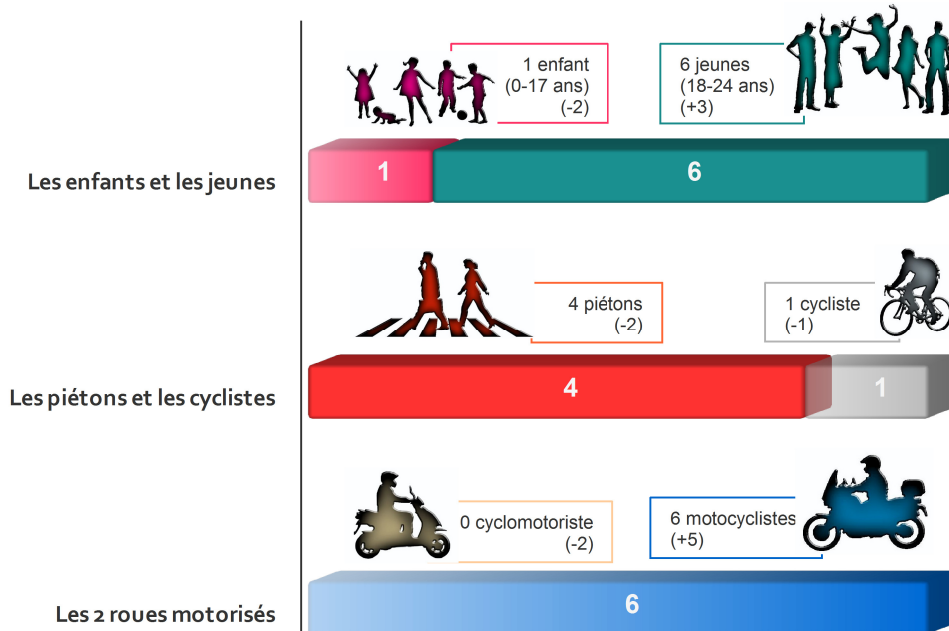 1 enfant
(0-17 ans)
(-2)
6 jeunes
(18-24 ans)
(+3)
Les enfants et les jeunes
1
6
4 piétons
(-2)
1 cycliste
(-1)
Les piétons et les cyclistes
4
1
0 cyclomotoriste
(-2)
6 motocyclistes
(+5)
Les 2 roues motorisés
6